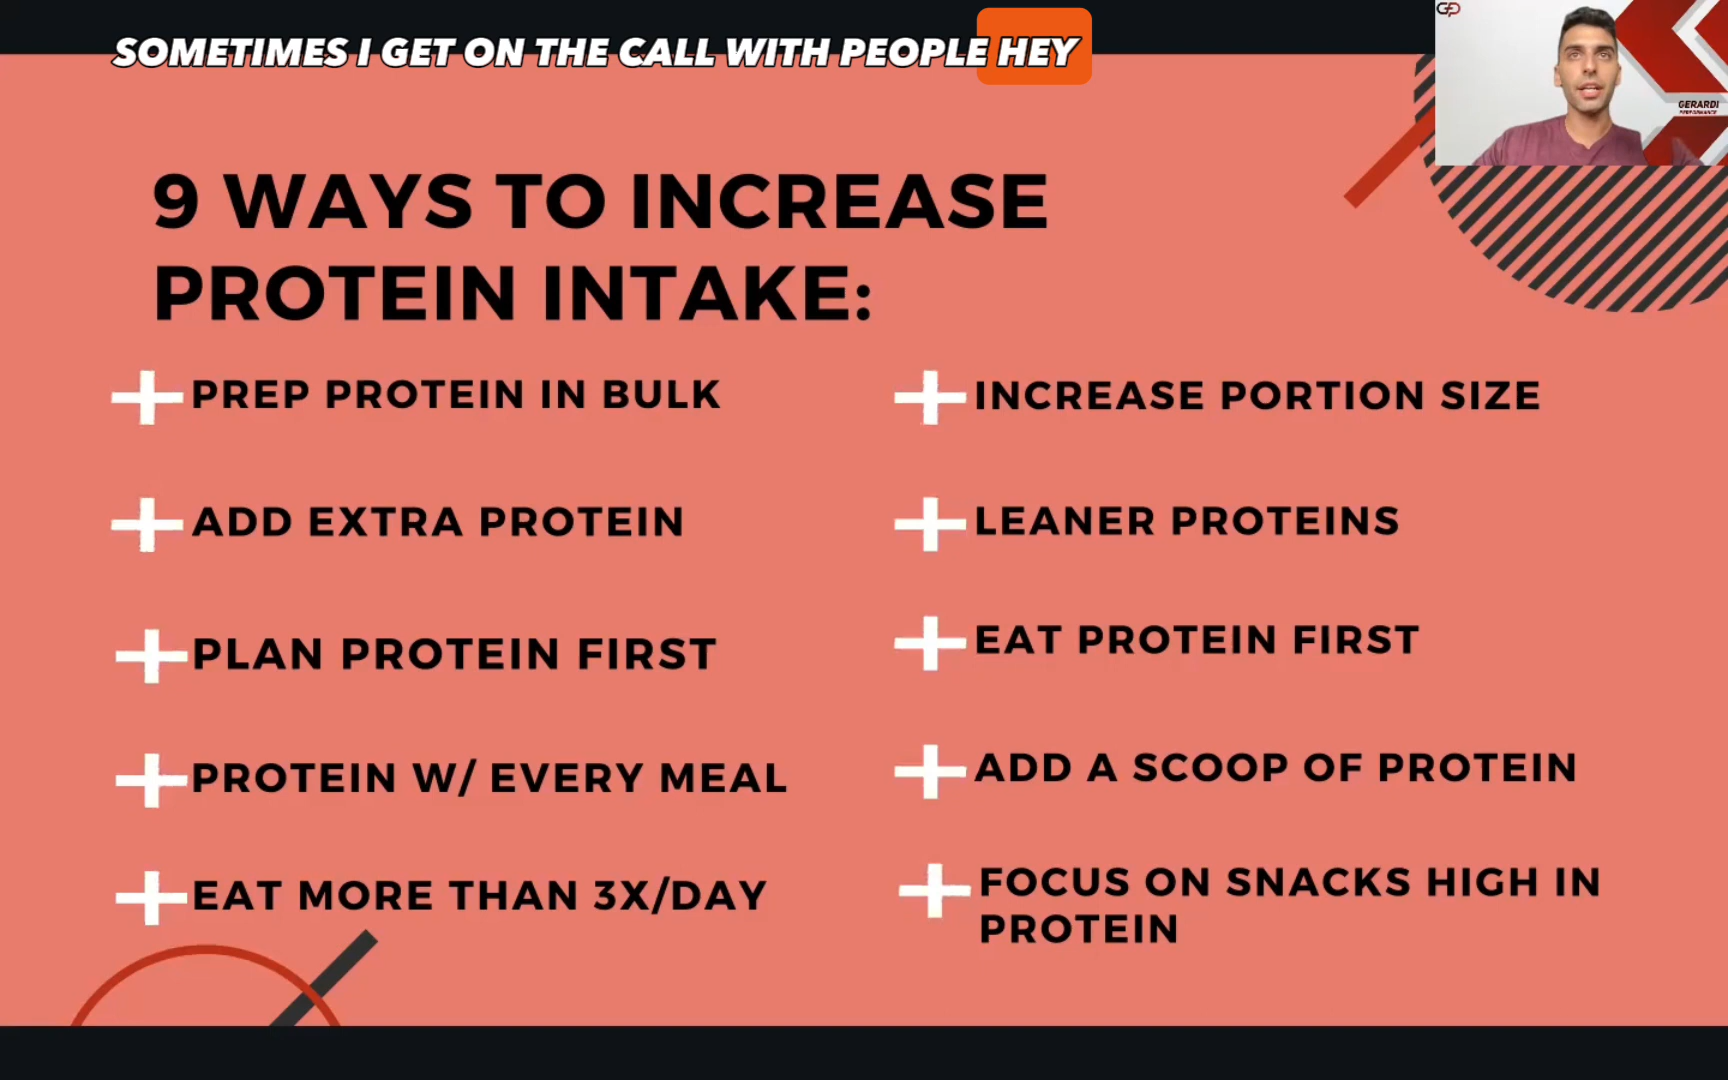 SOMETIMES I GET ON THE CALL WITH PEOPLE HEY
GP
GERARDI
PERFORMANCE
9 WAYS TO INCREASE
PROTEIN INTAKE:
PREP PROTEIN IN BULK
ADD EXTRA PROTEIN
PLAN PROTEIN FIRST
PROTEIN W/ EVERY MEAL
EAT MORE THAN 3X/DAY
INCREASE PORTION SIZE
LEANER PROTEINS
EAT PROTEIN FIRST
ADD A SCOOP OF PROTEIN
FOCUS ON SNACKS HIGH IN
PROTEIN